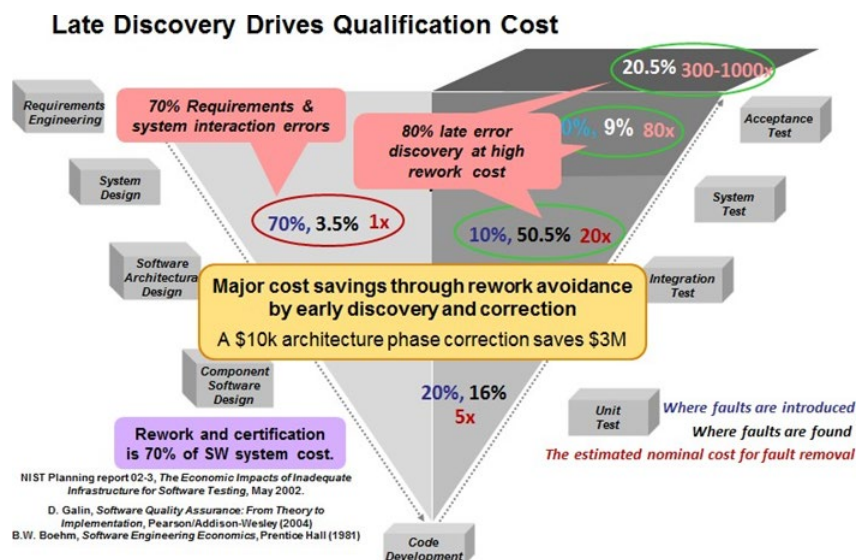 Late Discovery Drives Qualification Cost
Requirements
Engineering
System
Design
Software
Architectural
Design
Component
Software
Design
70% Requirements &
system interaction errors
80% late error
discovery at high
rework cost
20.5% 300-1000x
9% 80x
70%, 3.5% 1x
10%, 50.5% 20x
Acceptance
Test
System
Test
Integration
Test
Major cost savings through rework avoidance
by early discovery and correction
A $10k architecture phase correction saves $3M
20%, 16%
5x
Unit
Test
Where faults are introduced
Where faults are found
The estimated nominal cost for fault removal
Rework and certification
is 70% of SW system cost.
NIST Planning report 02-3, The Economic Impacts of Inadequate
Infrastructure for Software Testing, May 2002.
D. Galin, Software Quality Assurance: From Theory to
Implementation, Pearson/Addison-Wesley (2004)
B.W. Boehm, Software Engineering Economics, Prentice Hall (1981)
Code
Development